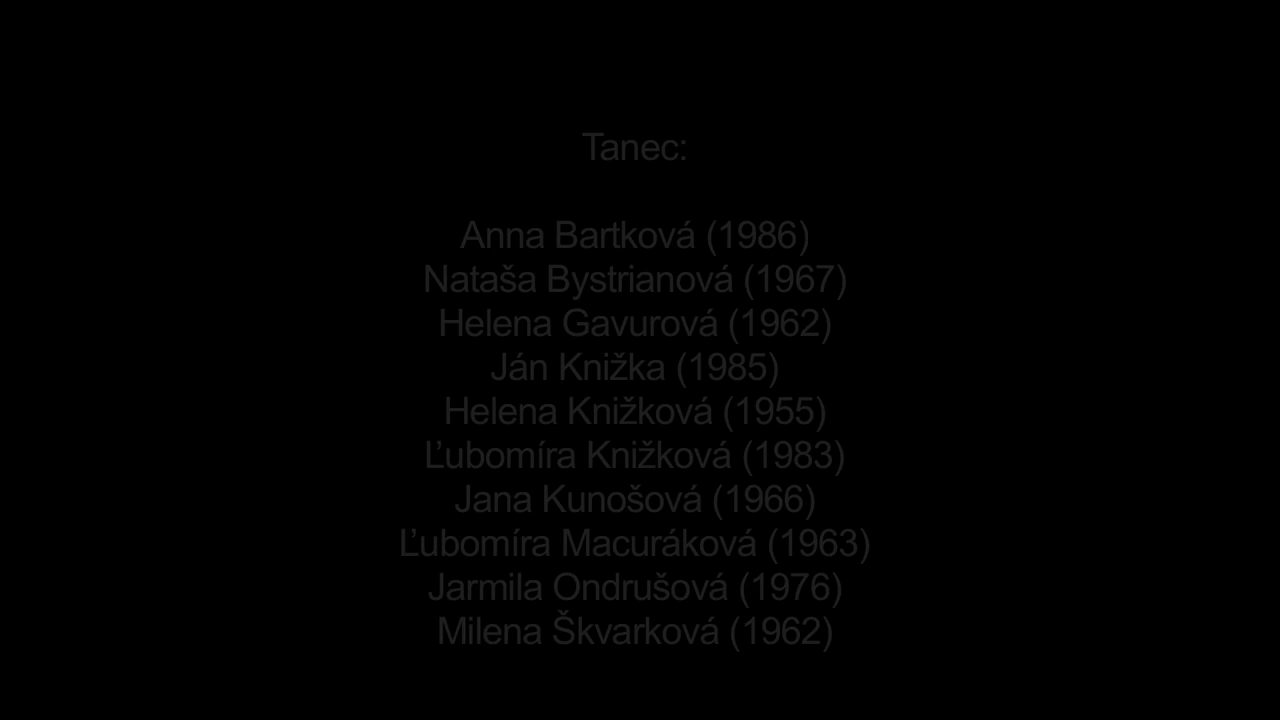 Tanec:
Anna Bartková (1986)
Nataša Bystrianová (1967)
Helena Gavurová (1962)
Ján Knižka (1985)
Helena Knižková (1955)
Ľubomíra Knižková (1983)
Jana Kunošová (1966)
Ľubomíra Macuráková (1963)
Jarmila Ondrušová (1976)
Milena Škvarková (1962)